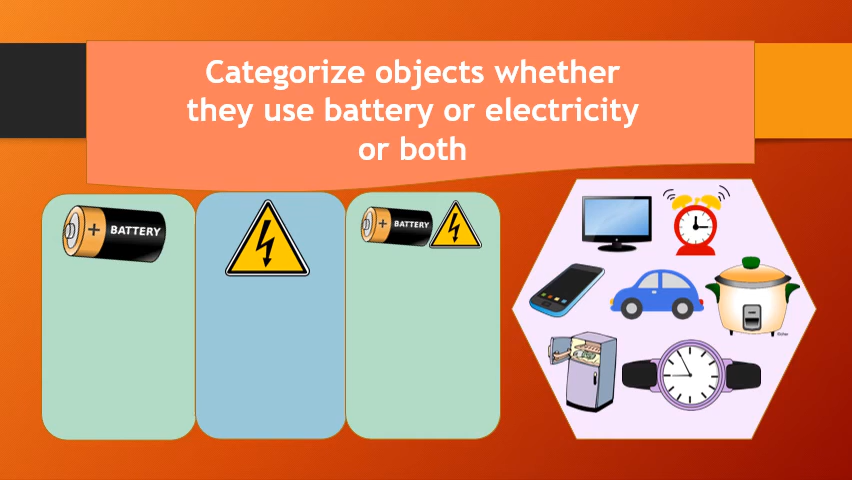 Categorize objects whether
they use battery or electricity
or both
BATTERY
BATTERY